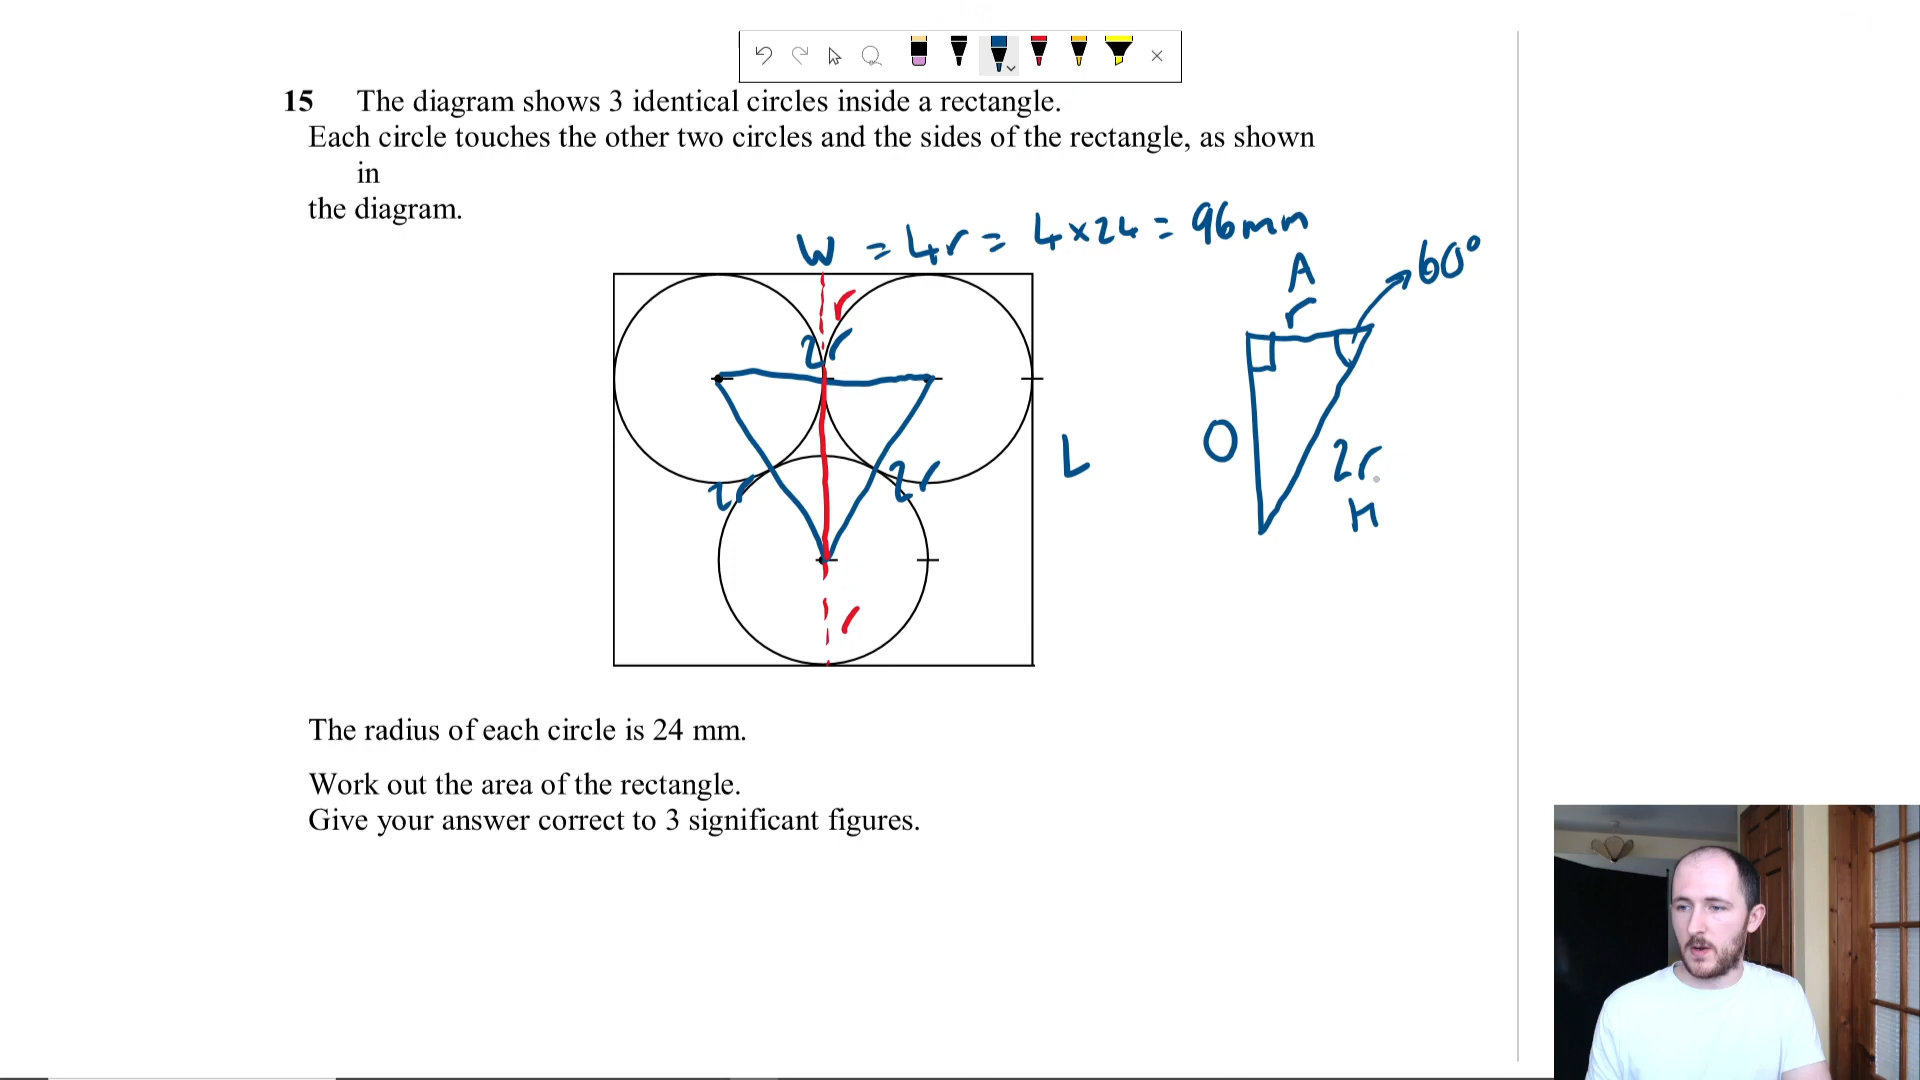 15 The diagram shows 3 identical circles inside a rectangle.
Each circle touches the other two circles and the sides of the rectangle, as shown
in
the diagram.
W = 4r = 4×24 = 96mm
A
60°
r
r
2r
O
L
2r
H
2r
2r
r
The radius of each circle is 24 mm.
Work out the area of the rectangle.
Give your answer correct to 3 significant figures.